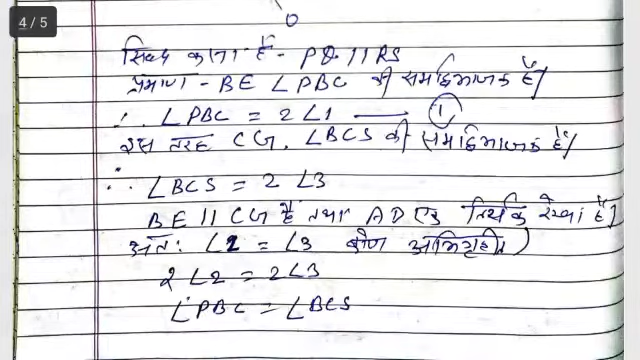 4 / 5
O
सिद्ध करना है - PQ || RS
प्रमाण - BE ∠PBC की समद्विभाजक है|
∴ ∠PBC = 2∠1 ——— ①
इस तरह CG, ∠BCS की समद्विभाजक है|
∴ ∠BCS = 2 ∠3
BE || CG है तथा AD एक तिर्यक रेखा है|
अतः ∠2 = ∠3 कोण
2∠2 = 2∠3
∠PBC = ∠BCS